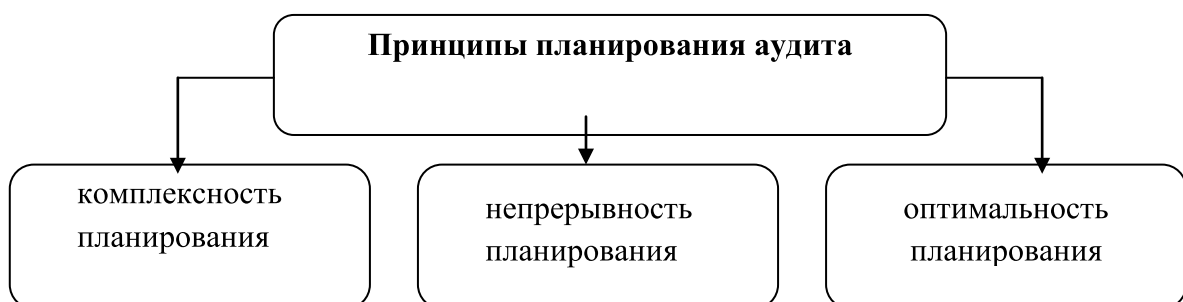 Принципы планирования аудита
комплексность
планирования
непрерывность
планирования
оптимальность
планирования